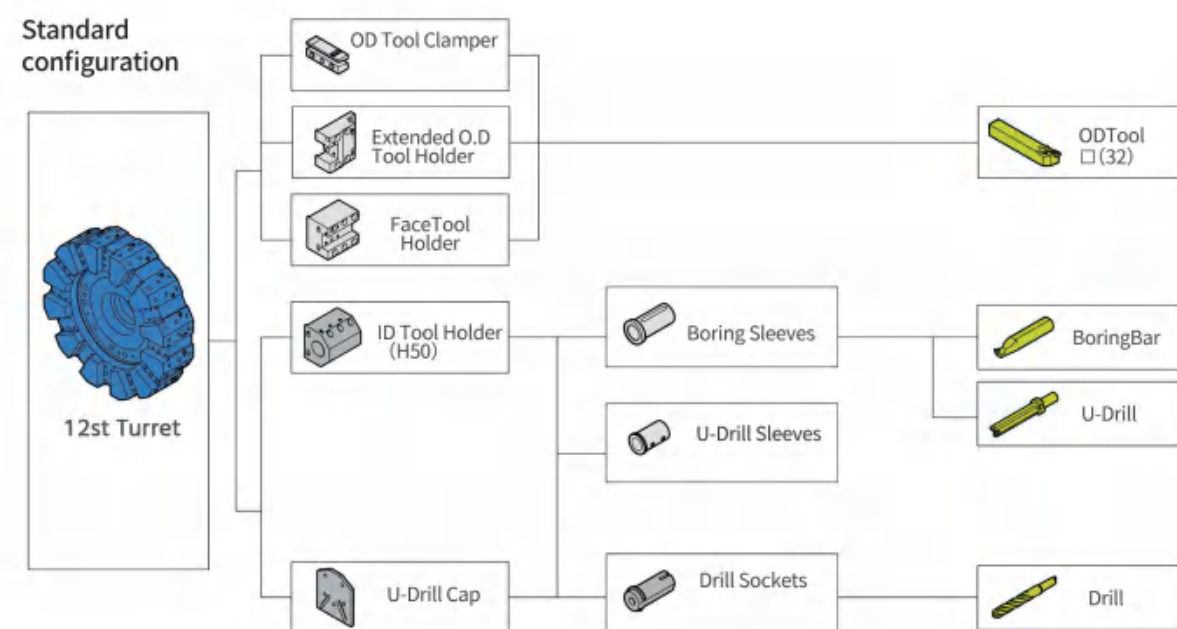 Standard
configuration
12st Turret
OD Tool Clamper
Extended O.D
Tool Holder
FaceTool
Holder
ID Tool Holder
(H50)
U-Drill Cap
Boring Sleeves
U-Drill Sleeves
Drill Sockets
ODTool
□(32)
BoringBar
U-Drill
Drill